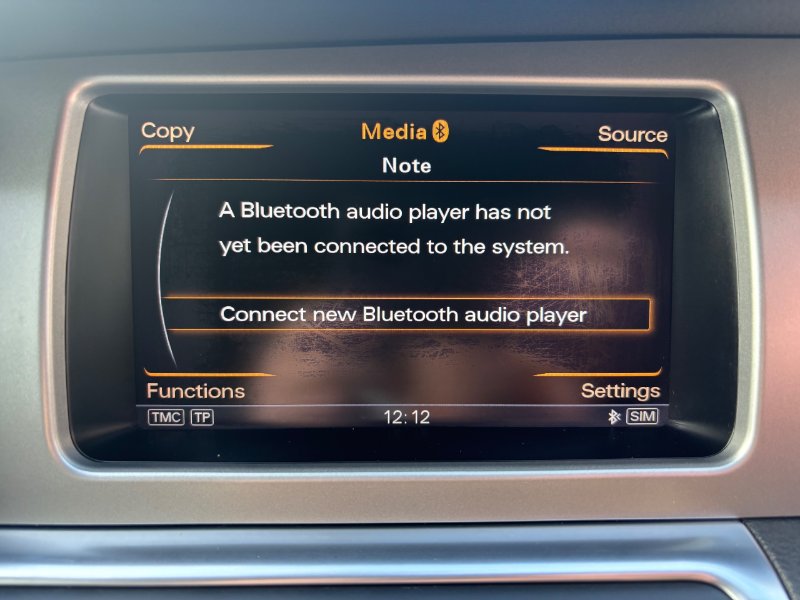 Copy
Media
Source
Note
A Bluetooth audio player has not
yet been connected to the system.
Connect new Bluetooth audio player
Functions
Settings
TMC TP 12:12 SIM